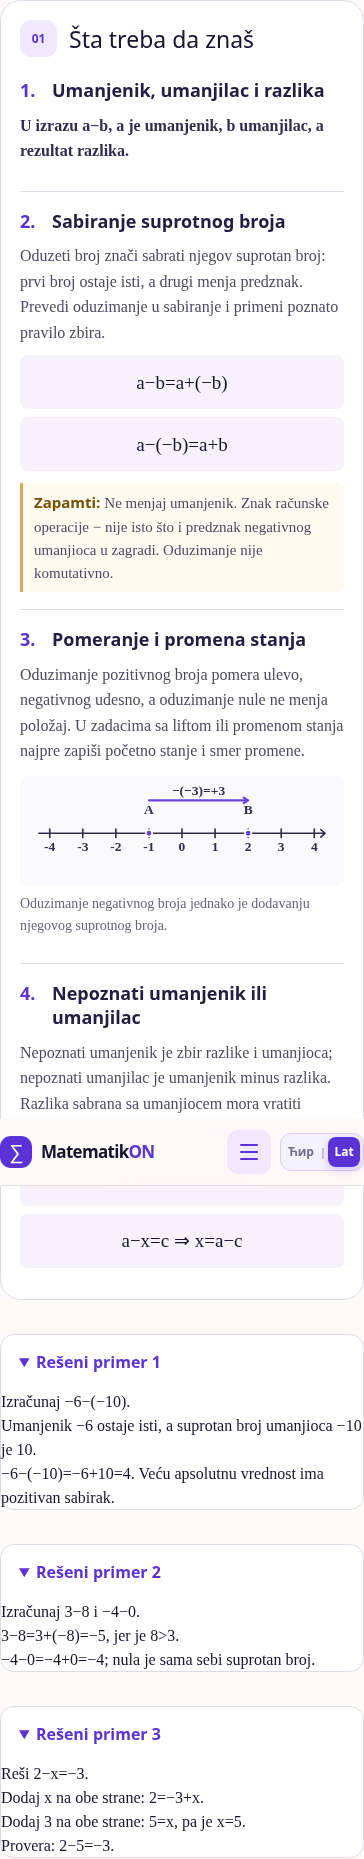 01 Šta treba da znaš
1. Umanjenik, umanjilac i razlika
U izrazu a−b, a je umanjenik, b umanjilac, a
rezultat razlika.
2. Sabiranje suprotnog broja
Oduzeti broj znači sabrati njegov suprotan broj:
prvi broj ostaje isti, a drugi menja predznak.
Prevedi oduzimanje u sabiranje i primeni poznato
pravilo zbira.
a−b=a+(−b)
a−(−b)=a+b
Zapamti: Ne menjaj umanjenik. Znak računske
operacije − nije isto što i predznak negativnog
umanjioca u zagradi. Oduzimanje nije
komutativno.
3. Pomeranje i promena stanja
Oduzimanje pozitivnog broja pomera ulevo,
negativnog udesno, a oduzimanje nule ne menja
položaj. U zadacima sa liftom ili promenom stanja
najpre zapiši početno stanje i smer promene.
−(−3)=+3
A B
-4 -3 -2 -1 0 1 2 3 4
Oduzimanje negativnog broja jednako je dodavanju
njegovog suprotnog broja.
4. Nepoznati umanjenik ili
umanjilac
Nepoznati umanjenik je zbir razlike i umanjioca;
nepoznati umanjilac je umanjenik minus razlika.
Razlika sabrana sa umanjiocem mora vratiti
∑ MatematikON Ћир | Lat
a−x=c ⇒ x=a−c
▼ Rešeni primer 1
Izračunaj −6−(−10).
Umanjenik −6 ostaje isti, a suprotan broj umanjioca −10
je 10.
−6−(−10)=−6+10=4. Veću apsolutnu vrednost ima
pozitivan sabirak.
▼ Rešeni primer 2
Izračunaj 3−8 i −4−0.
3−8=3+(−8)=−5, jer je 8>3.
−4−0=−4+0=−4; nula je sama sebi suprotan broj.
▼ Rešeni primer 3
Reši 2−x=−3.
Dodaj x na obe strane: 2=−3+x.
Dodaj 3 na obe strane: 5=x, pa je x=5.
Provera: 2−5=−3.